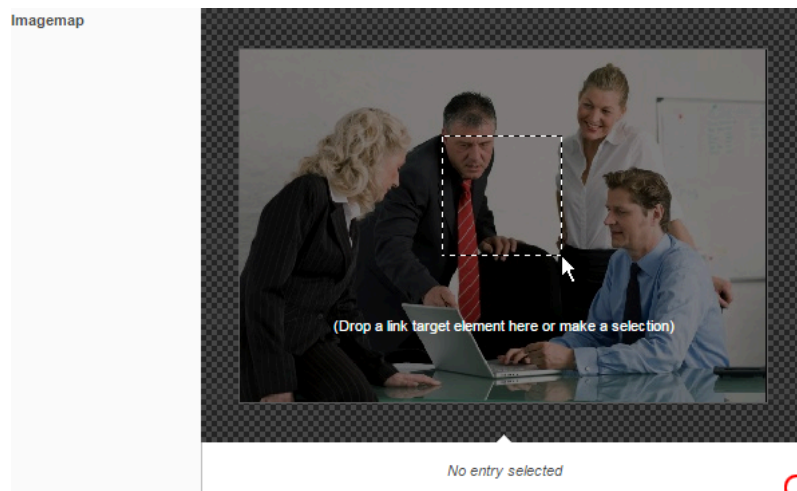 Imagemap
(Drop a link target element here or make a selection)
No entry selected